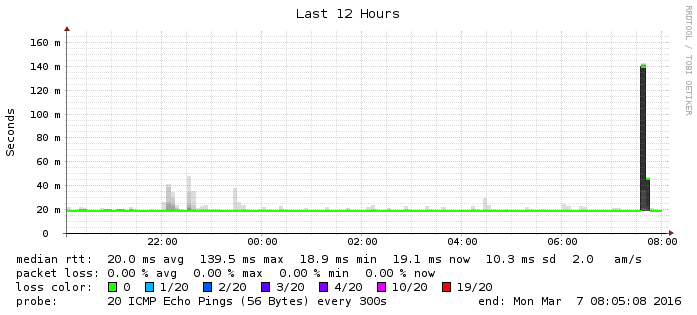 Last 12 Hours
RRDTOOL / TOBI OETIKER
Seconds
160 m
140 m
120 m
100 m
80 m
60 m
40 m
20 m
0
22:00 00:00 02:00 04:00 06:00 08:00
median rtt: 20.0 ms avg 139.5 ms max 18.9 ms min 19.1 ms now 10.3 ms sd 2.0 am/s
packet loss: 0.00 % avg 0.00 % max 0.00 % min 0.00 % now
loss color: 0 1/20 2/20 3/20 4/20 10/20 19/20
probe: 20 ICMP Echo Pings (56 Bytes) every 300s end: Mon Mar 7 08:05:08 2016